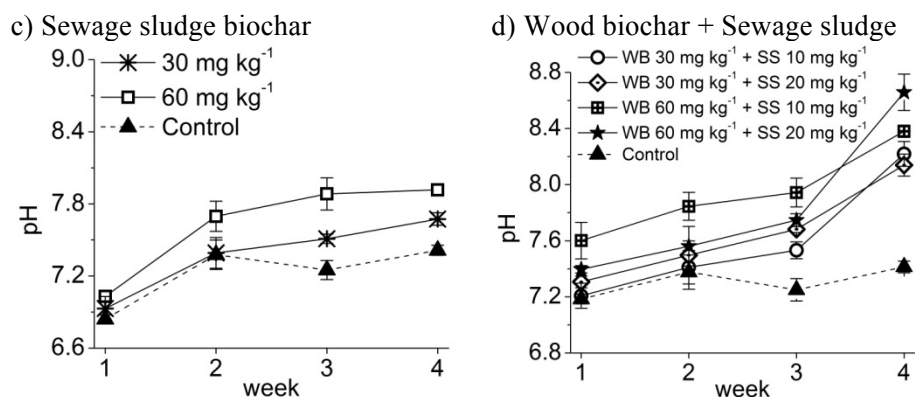 c) Sewage sludge biochar
9.0
30 mg kg⁻¹
60 mg kg⁻¹
Control
8.4
7.8
7.2
6.6
pH
1 2 3 4
week
d) Wood biochar + Sewage sludge
WB 30 mg kg⁻¹ + SS 10 mg kg⁻¹
8.8
WB 30 mg kg⁻¹ + SS 20 mg kg⁻¹
WB 60 mg kg⁻¹ + SS 10 mg kg⁻¹
WB 60 mg kg⁻¹ + SS 20 mg kg⁻¹
8.4
Control
8.0
7.6
7.2
6.8
pH
1 2 3 4
week